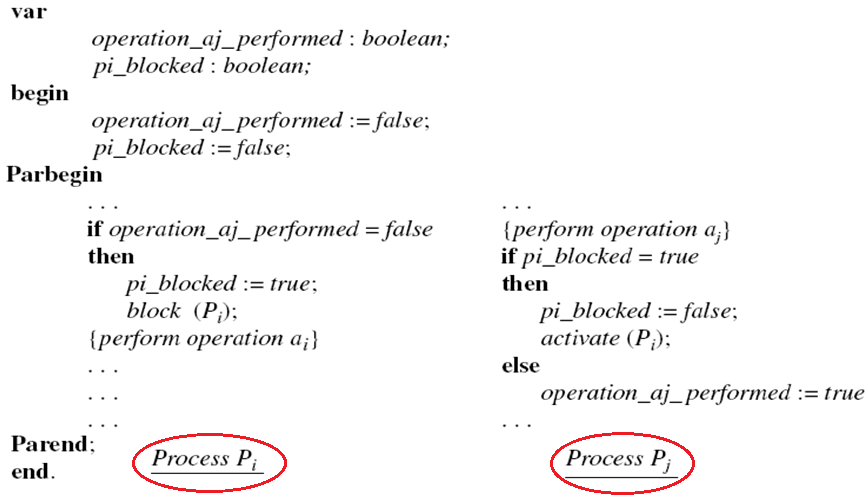 var
operation_aj_performed : boolean;
pi_blocked : boolean;
begin
operation_aj_performed := false;
pi_blocked := false;
Parbegin
. . .
if operation_aj_performed = false
then
pi_blocked := true;
block (Pi);
{perform operation ai}
. . .
. . .
. . .
Parend;
end.
Process Pi
. . .
{perform operation aj}
if pi_blocked = true
then
pi_blocked := false;
activate (Pi);
else
operation_aj_performed := true
. . .
Process Pj